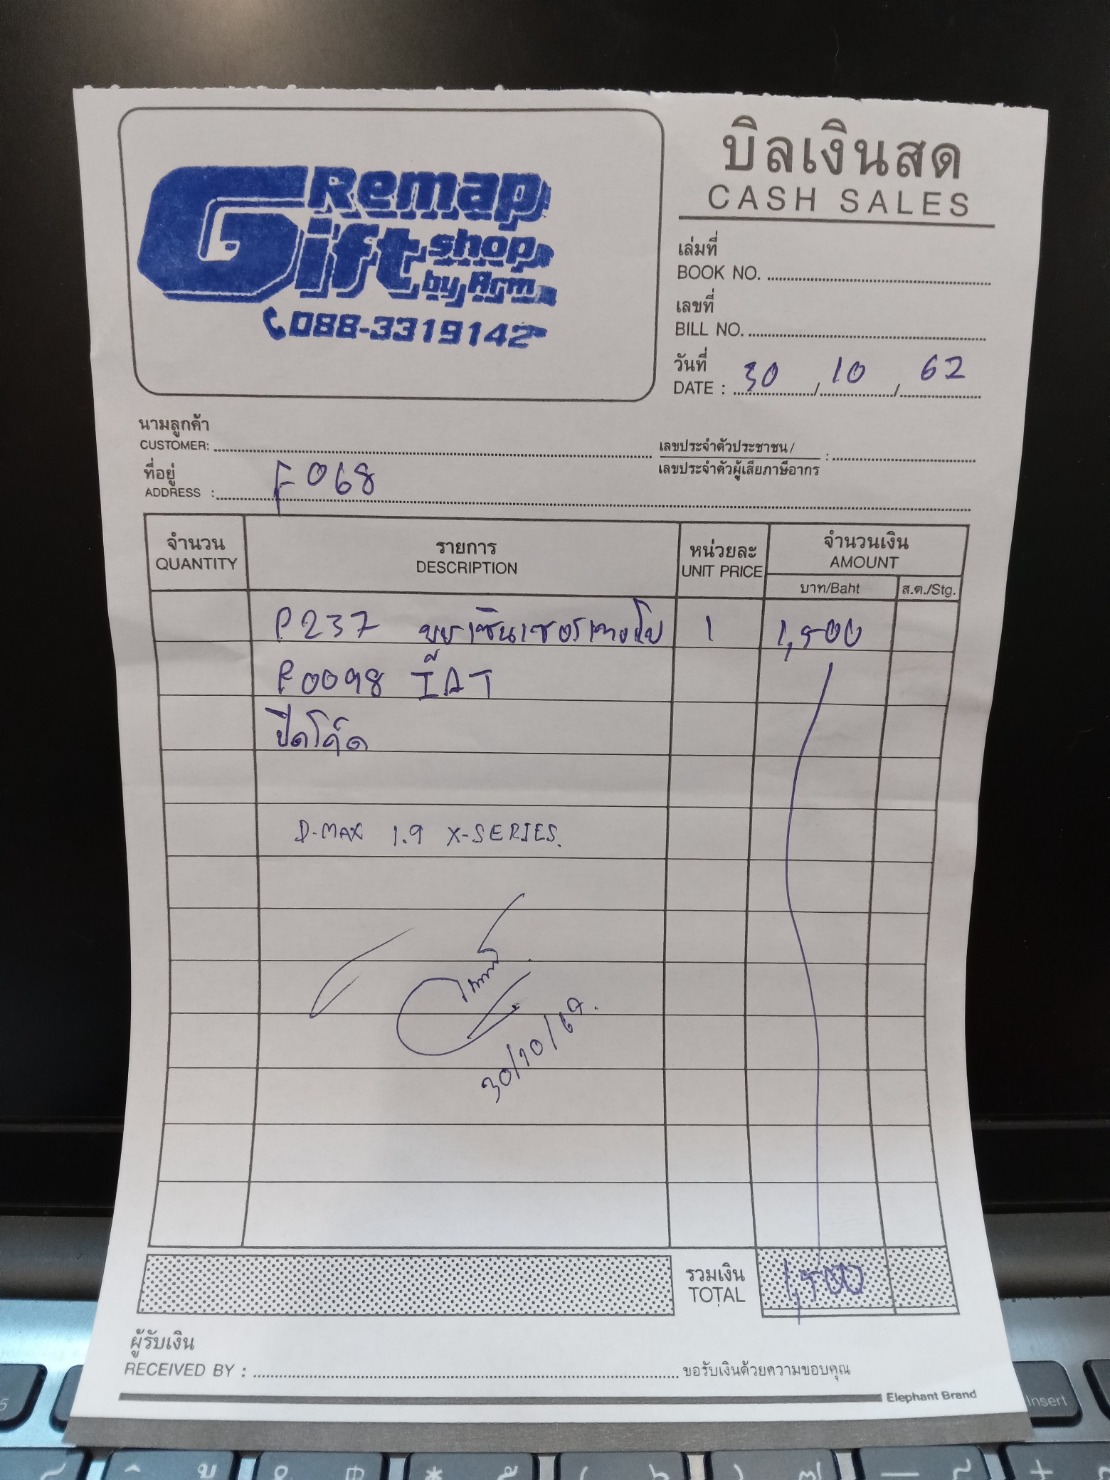 Remap
Gift shop
by Arm
088-3319142
บิลเงินสด
CASH SALES
เล่มที่
BOOK NO.
เลขที่
BILL NO.
วันที่
DATE : 30 / 10 / 62
นามลูกค้า
CUSTOMER:
เลขประจำตัวประชาชน /
เลขประจำตัวผู้เสียภาษีอากร :
ที่อยู่
ADDRESS : F068
จำนวน รายการ หน่วยละ จำนวนเงิน
QUANTITY DESCRIPTION UNIT PRICE AMOUNT
บาท/Baht ส.ต./Stg.
P237 1 1,500
P0098 IAT
ปิดโค้ด
D-MAX 1.9 X-SERIES.
30/10/62.
รวมเงิน
TOTAL 1,500
ผู้รับเงิน
RECEIVED BY : ขอรับเงินด้วยความขอบคุณ
Elephant Brand
Insert